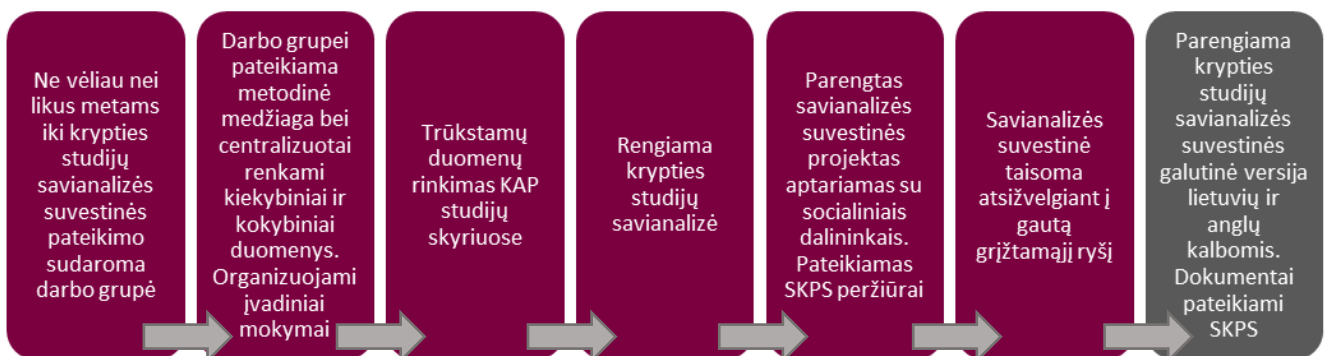 Ne vėliau nei
likus metams
iki krypties
studijų
savianalizės
suvestinės
pateikimo
sudaroma
darbo grupė
Darbo grupei
pateikiama
metodinė
medžiaga bei
centralizuotai
renkami
kiekybiniai ir
kokybiniai
duomenys.
Organizuojami
įvadiniai
mokymai
Trūkstamų
duomenų
rinkimas KAP
studijų
skyriuose
Rengiama
krypties
studijų
savianalizė
Parengtas
savianalizės
suvestinės
projektas
aptariamas su
socialiniais
dalininkais.
Pateikiamas
SKPS peržiūrai
Savianalizės
suvestinė
taisoma
atsižvelgiant į
gautą
grįžtamąjį ryšį
Parengiama
krypties
studijų
savianalizės
suvestinės
galutinė versija
lietuvių ir
anglų
kalbomis.
Dokumentai
pateikiami
SKPS